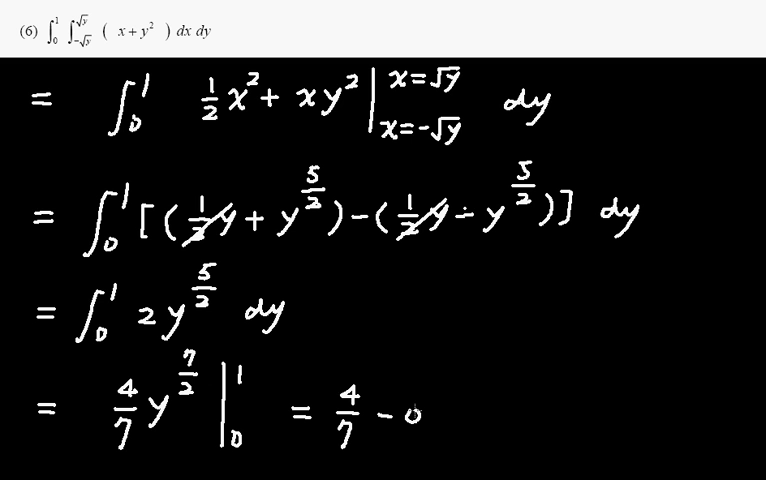 (6) ∫₀¹ ∫_{-√y}^{√y} ( x + y² ) dx dy
= ∫₀¹ ½x² + xy² |_{x=-√y}^{x=√y} dy
= ∫₀¹ [(½y + y^{5/2}) - (½y - y^{5/2})] dy
= ∫₀¹ 2y^{5/2} dy
= 4/7 y^{7/2} |₀¹ = 4/7 - 0